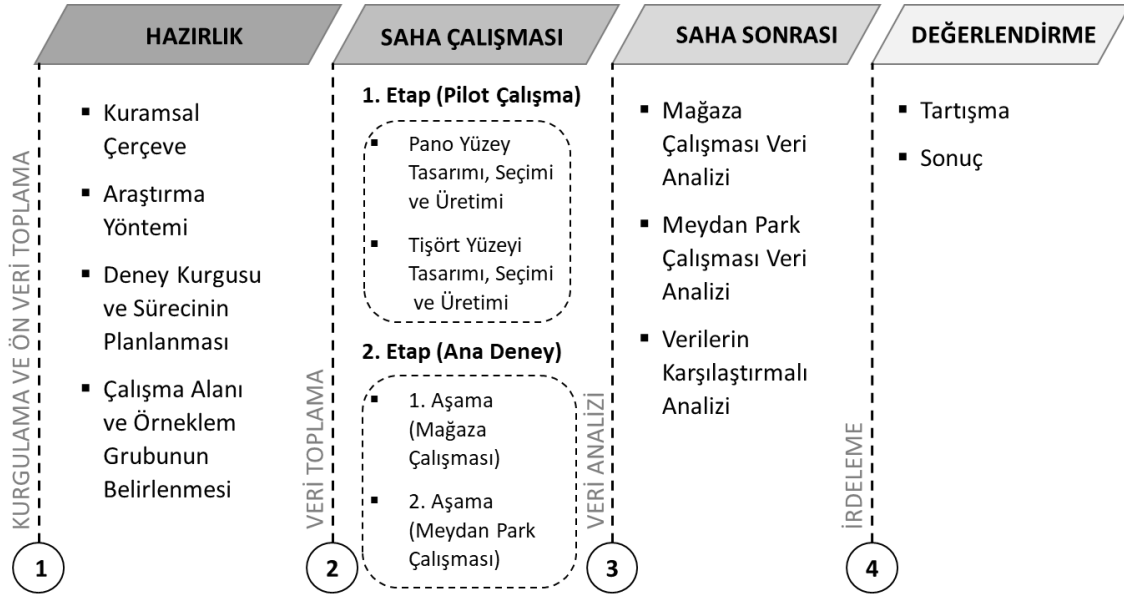 HAZIRLIK
KURGULAMA VE ÖN VERİ TOPLAMA
▪ Kuramsal
Çerçeve
▪ Araştırma
Yöntemi
▪ Deney Kurgusu
ve Sürecinin
Planlanması
▪ Çalışma Alanı
ve Örneklem
Grubunun
Belirlenmesi
1
SAHA ÇALIŞMASI
VERİ TOPLAMA
1. Etap (Pilot Çalışma)
▪ Pano Yüzey
Tasarımı, Seçimi
ve Üretimi
▪ Tişört Yüzeyi
Tasarımı, Seçimi
ve Üretimi
2. Etap (Ana Deney)
▪ 1. Aşama
(Mağaza
Çalışması)
▪ 2. Aşama
(Meydan Park
Çalışması)
2
SAHA SONRASI
VERİ ANALİZİ
▪ Mağaza
Çalışması Veri
Analizi
▪ Meydan Park
Çalışması Veri
Analizi
▪ Verilerin
Karşılaştırmalı
Analizi
3
DEĞERLENDİRME
İRDELEME
▪ Tartışma
▪ Sonuç
4